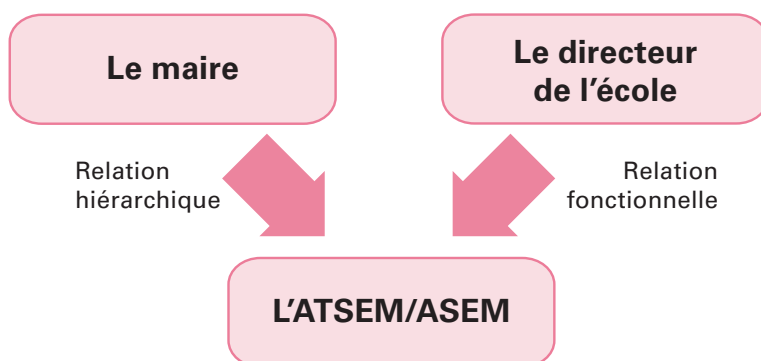 Le maire
Le directeur
de l'école
Relation
hiérarchique
Relation
fonctionnelle
L'ATSEM/ASEM